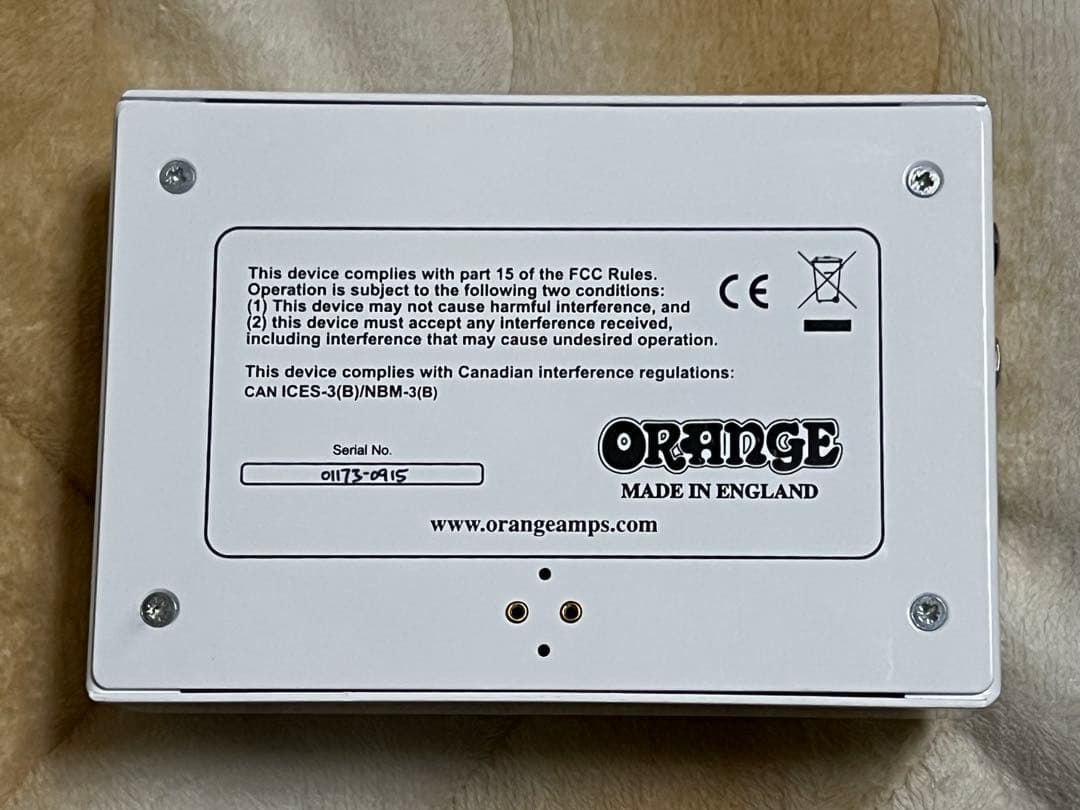 This device complies with part 15 of the FCC Rules.
Operation is subject to the following two conditions:
(1) This device may not cause harmful interference, and
(2) this device must accept any interference received,
including interference that may cause undesired operation.
CE
This device complies with Canadian interference regulations:
CAN ICES-3(B)/NBM-3(B)
Serial No.
01173-0915
ORANGE
MADE IN ENGLAND
www.orangeamps.com